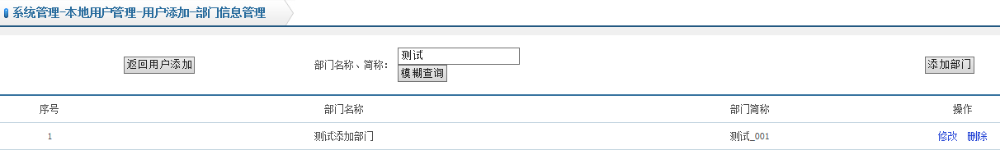 系统管理-本地用户管理-用户添加-部门信息管理
返回用户添加 部门名称、简称: 测试 添加部门
模糊查询
序号 部门名称 部门简称 操作
1 测试添加部门 测试_001 修改 删除